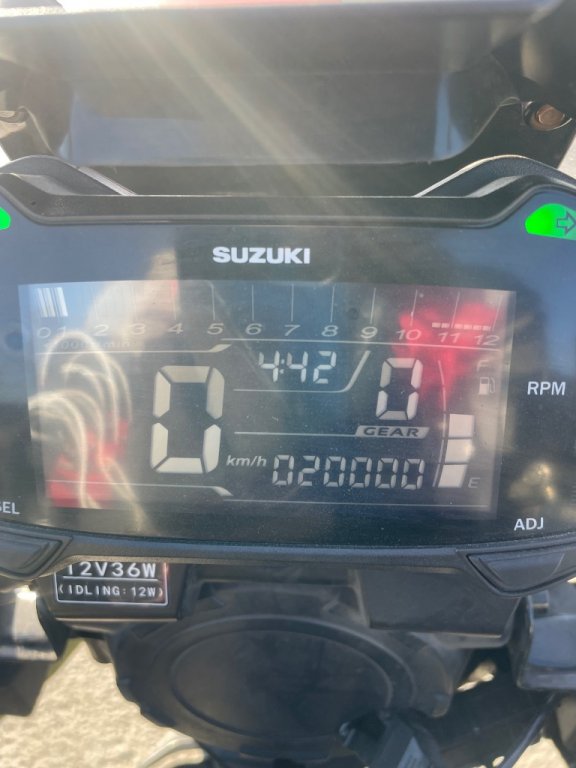 SUZUKI
0 1 2 3 4 5 6 7 8 9 10 11 12
4:42
0
0
GEAR
F
km/h
020000
E
RPM
ADJ
12V36W
(IDLING:12W)